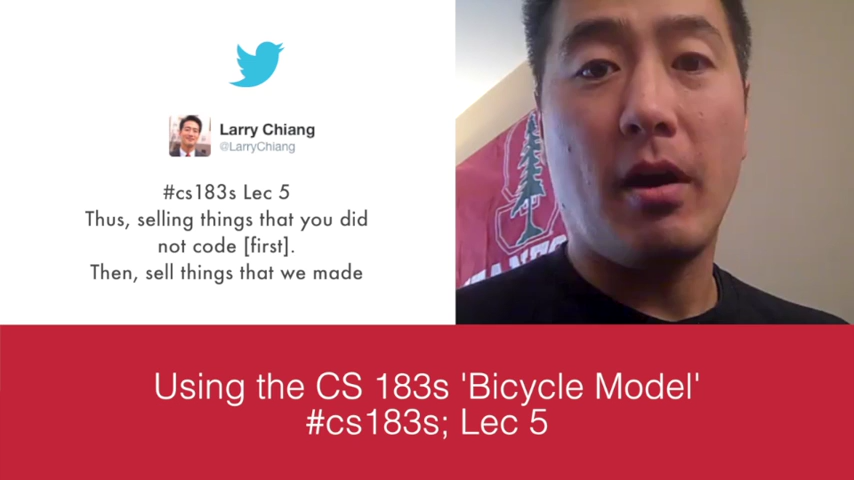 Larry Chiang
@LarryChiang
#cs183s Lec 5
Thus, selling things that you did
not code [first].
Then, sell things that we made
Using the CS 183s 'Bicycle Model'
#cs183s; Lec 5